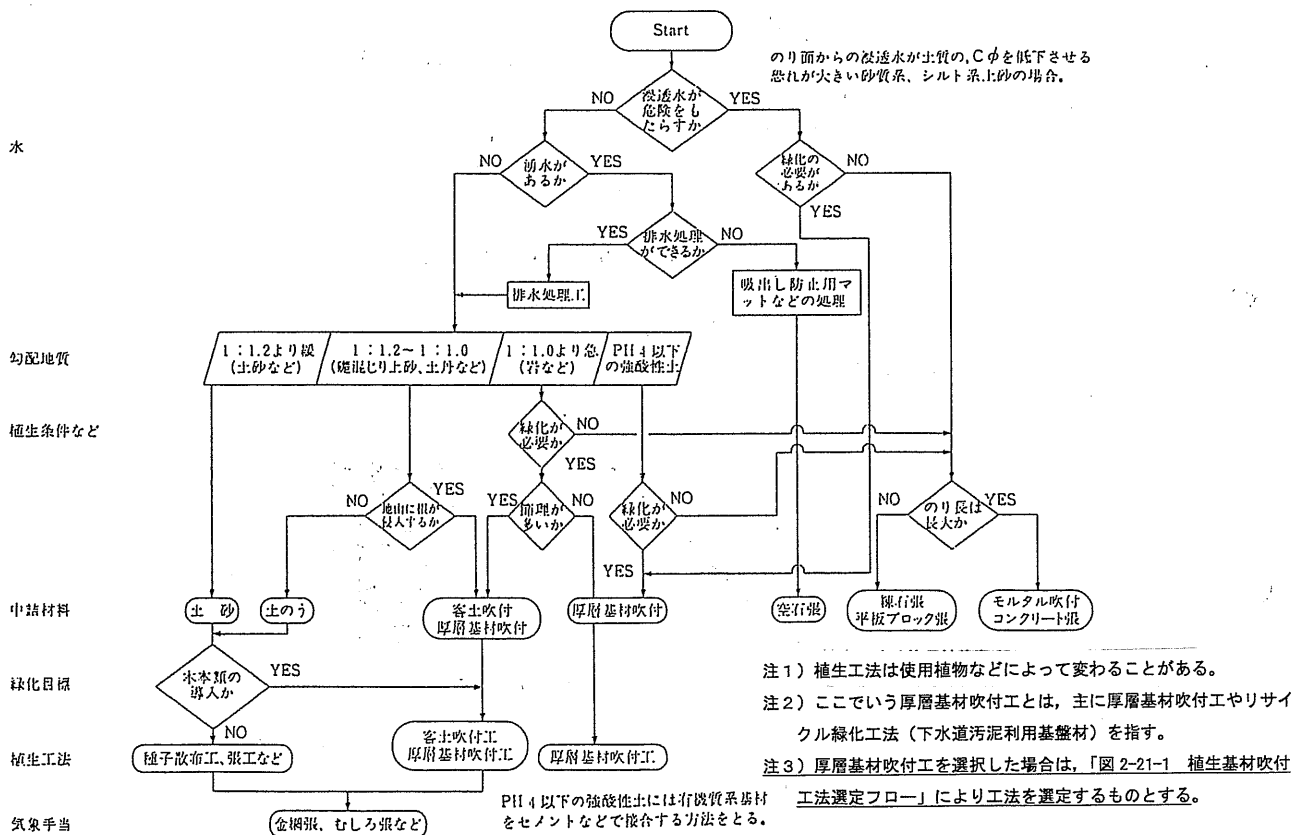 Start
のり面からの浸透水が土質の,Cφを低下させる
恐れが大きい砂質系、シルト系土砂の場合。
浸透水が
危険をも
たらすか
NO
YES
水
湧水が
あるか
NO
YES
緑化の
必要が
あるか
NO
YES
排水処理
ができるか
YES
NO
排水処理工
吸出し防止用マ
ットなどの処理
勾配地質
1:1.2より緩
(土砂など)
1:1.2~1:1.0
(礫混じり土砂、土丹など)
1:1.0より急
(岩など)
PH4以下
の強酸性土
植生条件など
緑化が
必要か
NO
YES
地山に根が
侵入するか
NO
YES
節理が
多いか
YES
NO
緑化が
必要か
NO
YES
のり長は
長大か
NO
YES
中詰材料
土 砂
土のう
客土吹付
厚層基材吹付
厚層基材吹付
空石張
練石張
平板ブロック張
モルタル吹付
コンクリート張
緑化目標
木本類の
導入か
YES
NO
植生工法
種子散布工、張工など
客土吹付工
厚層基材吹付工
厚層基材吹付工
気象手当
金網張、むしろ張など
PH4以下の強酸性土には有機質系基材
をセメントなどで接合する方法をとる。
注1)植生工法は使用植物などによって変わることがある。
注2)ここでいう厚層基材吹付工とは,主に厚層基材吹付工やリサイ
クル緑化工法(下水道汚泥利用基盤材)を指す。
注3)厚層基材吹付工を選択した場合は,「図2-21-1 植生基材吹付
工法選定フロー」により工法を選定するものとする。